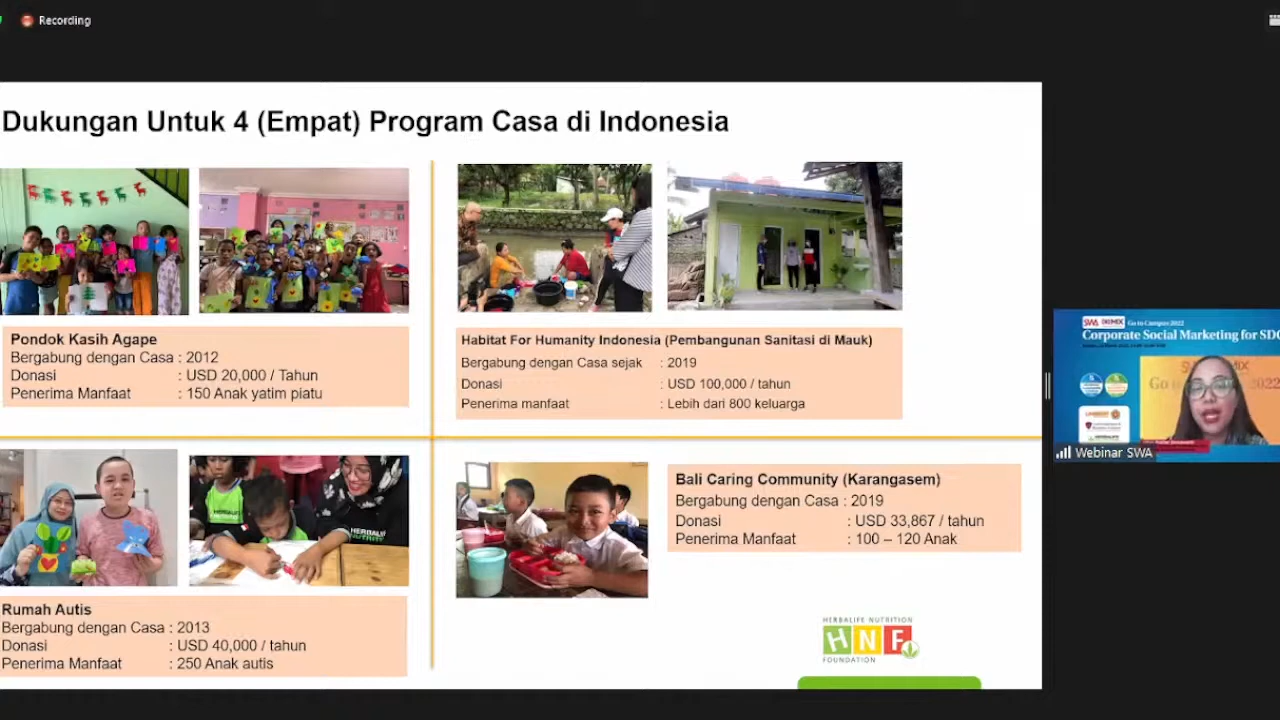 Recording
Dukungan Untuk 4 (Empat) Program Casa di Indonesia
Pondok Kasih Agape
Bergabung dengan Casa : 2012
Donasi : USD 20,000 / Tahun
Penerima Manfaat : 150 Anak yatim piatu
Habitat For Humanity Indonesia (Pembangunan Sanitasi di Mauk)
Bergabung dengan Casa sejak : 2019
Donasi : USD 100,000 / tahun
Penerima manfaat : Lebih dari 800 keluarga
Rumah Autis
Bergabung dengan Casa : 2013
Donasi : USD 40,000 / tahun
Penerima Manfaat : 250 Anak autis
Bali Caring Community (Karangasem)
Bergabung dengan Casa : 2019
Donasi : USD 33,867 / tahun
Penerima Manfaat : 100 – 120 Anak
HERBALIFE NUTRITION
HNF
FOUNDATION
SWA
Go to Campus 2022
Corporate Social Marketing for SDG
Webinar SWA